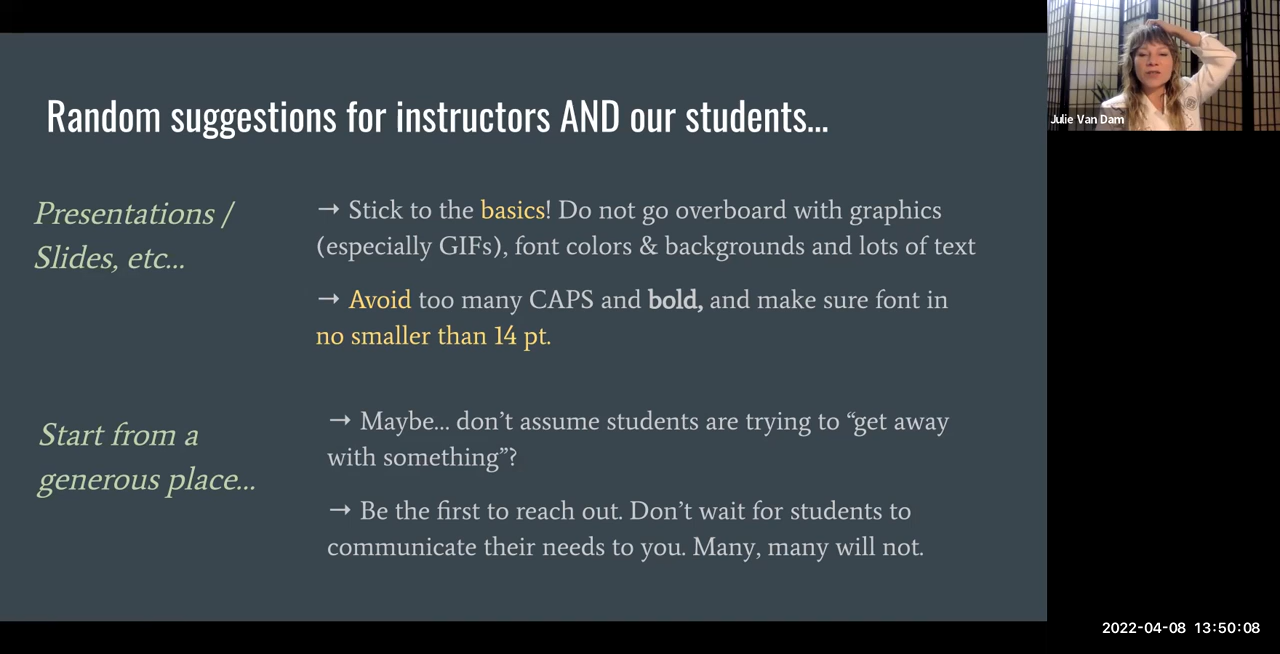 Random suggestions for instructors AND our students...
Presentations /
Slides, etc...
→ Stick to the basics! Do not go overboard with graphics
(especially GIFs), font colors & backgrounds and lots of text
→ Avoid too many CAPS and bold, and make sure font in
no smaller than 14 pt.
Start from a
generous place...
→ Maybe... don’t assume students are trying to “get away
with something”?
→ Be the first to reach out. Don’t wait for students to
communicate their needs to you. Many, many will not.
Julie Van Dam
2022-04-08 13:50:08